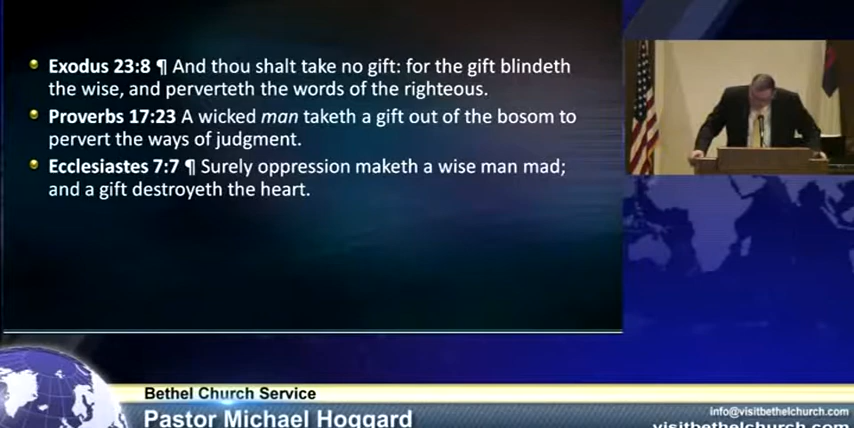 Exodus 23:8 ¶ And thou shalt take no gift: for the gift blindeth
the wise, and perverteth the words of the righteous.
Proverbs 17:23 A wicked man taketh a gift out of the bosom to
pervert the ways of judgment.
Ecclesiastes 7:7 ¶ Surely oppression maketh a wise man mad;
and a gift destroyeth the heart.
Bethel Church Service
Pastor Michael Hoggard
info@visitbethelchurch.com
visitbethelchurch.com